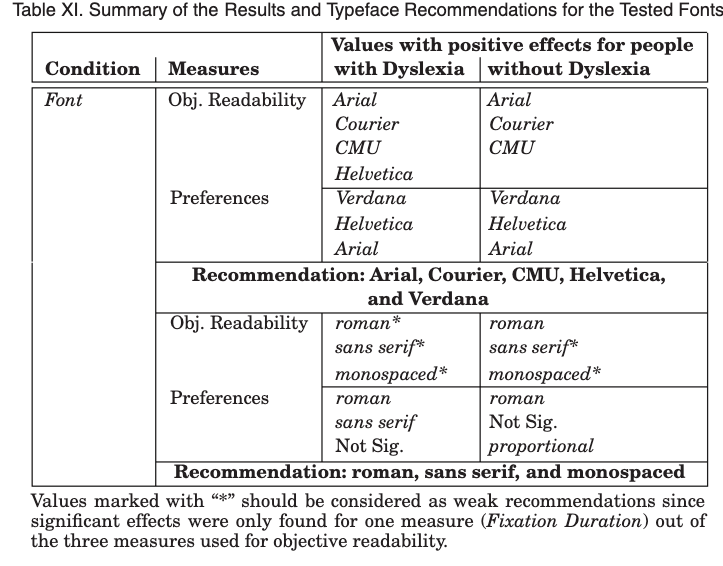 Table XI. Summary of the Results and Typeface Recommendations for the Tested Fonts
Values with positive effects for people
Condition Measures with Dyslexia without Dyslexia
Font Obj. Readability Arial Arial
Courier Courier
CMU CMU
Helvetica
Preferences Verdana Verdana
Helvetica Helvetica
Arial Arial
Recommendation: Arial, Courier, CMU, Helvetica,
and Verdana
Obj. Readability roman* roman
sans serif* sans serif*
monospaced* monospaced*
Preferences roman roman
sans serif Not Sig.
Not Sig. proportional
Recommendation: roman, sans serif, and monospaced
Values marked with “*” should be considered as weak recommendations since
significant effects were only found for one measure (Fixation Duration) out of
the three measures used for objective readability.